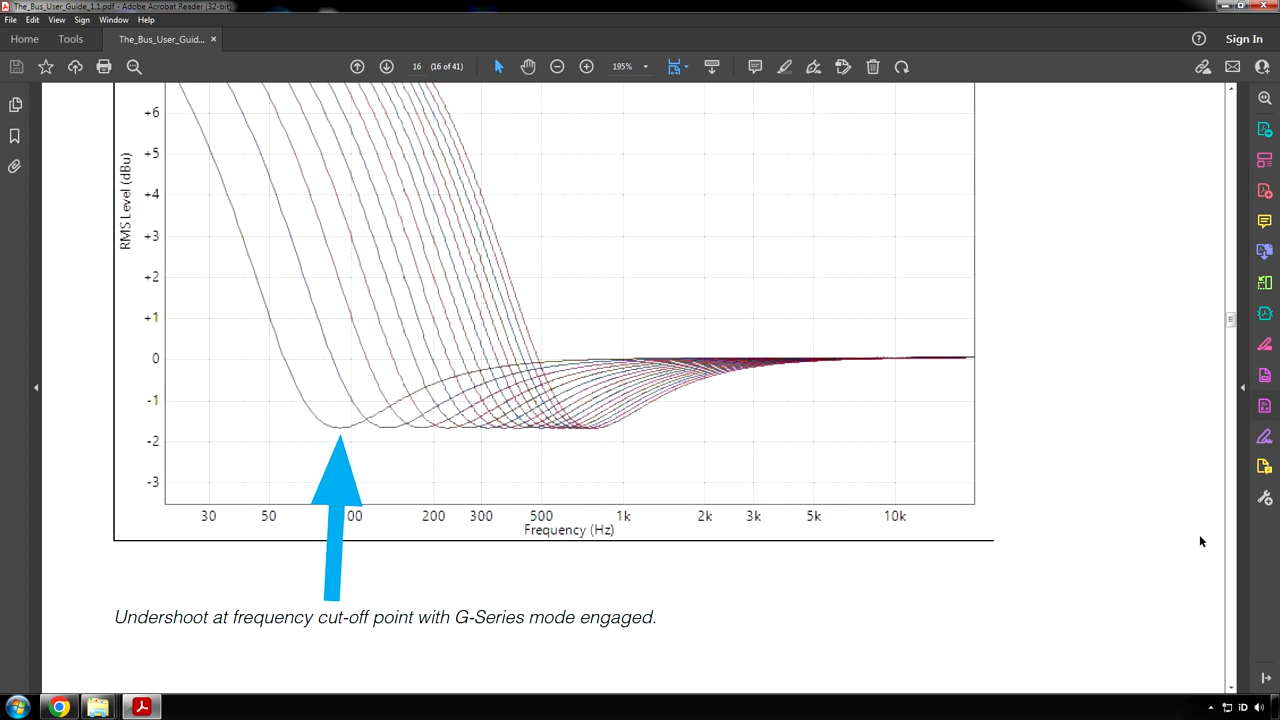 The_Bus_User_Guide_1.1.pdf - Adobe Acrobat Reader (32-bit)
File Edit View Sign Window Help
Home Tools The_Bus_User_Guid... Sign In
16 (16 of 41) 195%
+6
+5
+4
+3
+2
+1
0
-1
-2
-3
RMS Level (dBu)
30 50 00 200 300 500 1k 2k 3k 5k 10k
Frequency (Hz)
Undershoot at frequency cut-off point with G-Series mode engaged.
iD